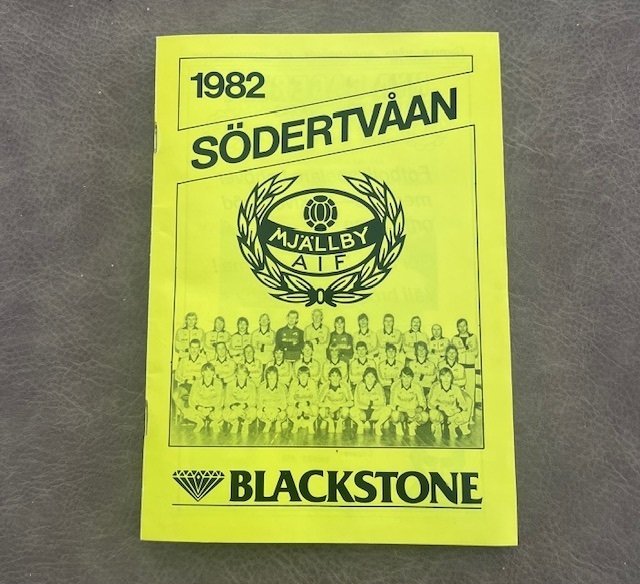 1982
SÖDERTVÅAN
MJÄLLBY
AIF
BLACKSTONE